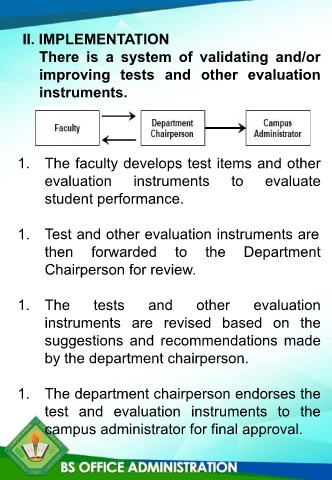 II. IMPLEMENTATION
There is a system of validating and/or
improving tests and other evaluation
instruments.
Faculty
Department
Chairperson
Campus
Administrator
1. The faculty develops test items and other
evaluation instruments to evaluate
student performance.
1. Test and other evaluation instruments are
then forwarded to the Department
Chairperson for review.
1. The tests and other evaluation
instruments are revised based on the
suggestions and recommendations made
by the department chairperson.
1. The department chairperson endorses the
test and evaluation instruments to the
campus administrator for final approval.
BS OFFICE ADMINISTRATION